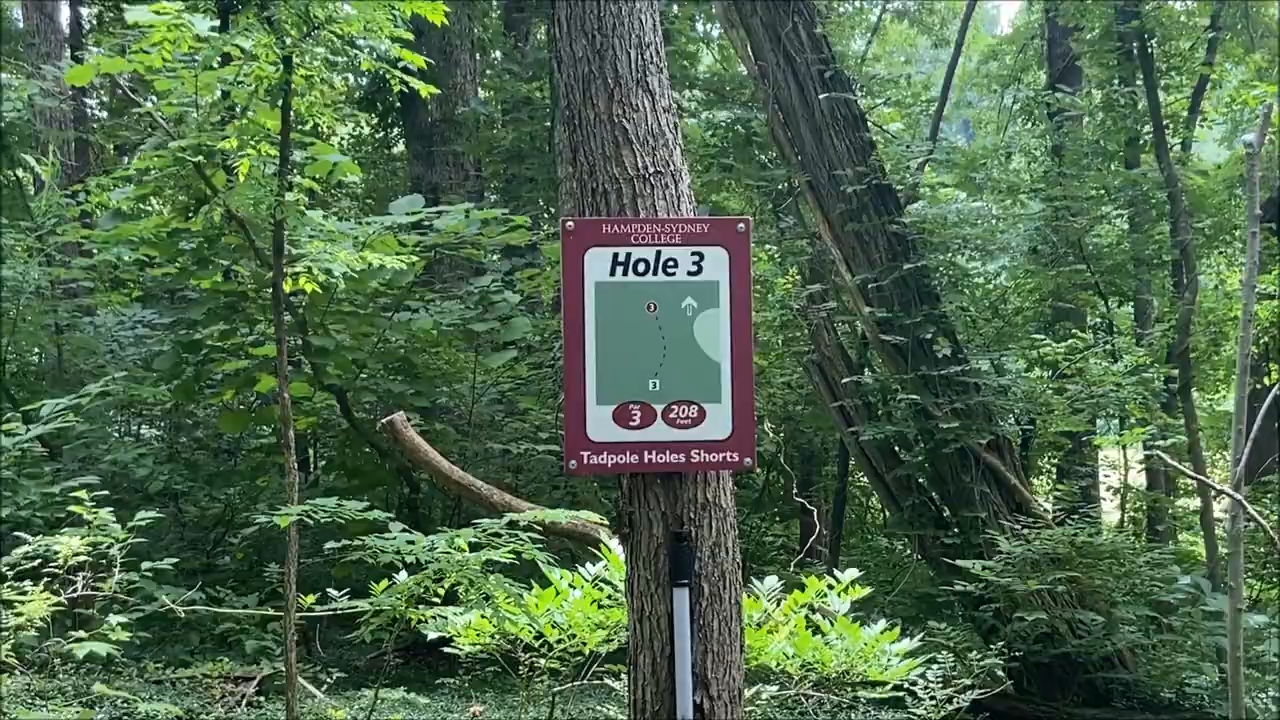 HAMPDEN-SYDNEY
COLLEGE
Hole 3
3
3
Par
3
208
Feet
Tadpole Holes Shorts